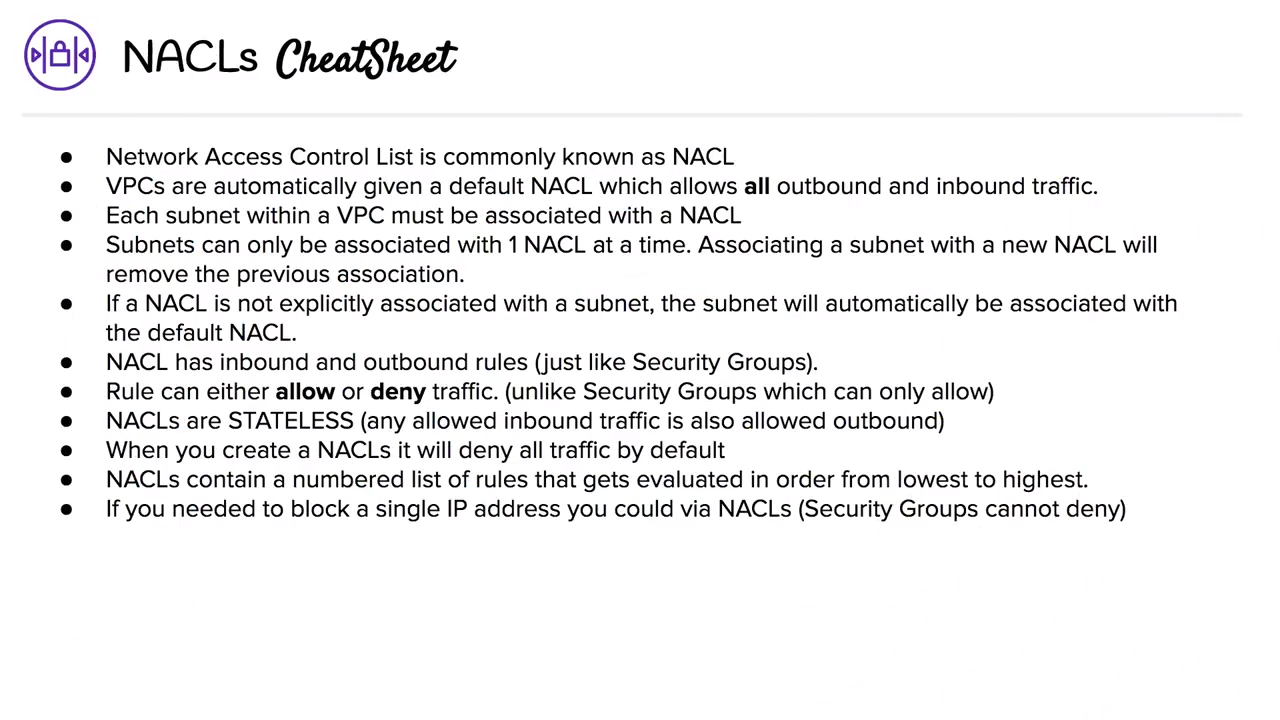 NACLs CheatSheet
● Network Access Control List is commonly known as NACL
● VPCs are automatically given a default NACL which allows all outbound and inbound traffic.
● Each subnet within a VPC must be associated with a NACL
● Subnets can only be associated with 1 NACL at a time. Associating a subnet with a new NACL will
remove the previous association.
● If a NACL is not explicitly associated with a subnet, the subnet will automatically be associated with
the default NACL.
● NACL has inbound and outbound rules (just like Security Groups).
● Rule can either allow or deny traffic. (unlike Security Groups which can only allow)
● NACLs are STATELESS (any allowed inbound traffic is also allowed outbound)
● When you create a NACLs it will deny all traffic by default
● NACLs contain a numbered list of rules that gets evaluated in order from lowest to highest.
● If you needed to block a single IP address you could via NACLs (Security Groups cannot deny)